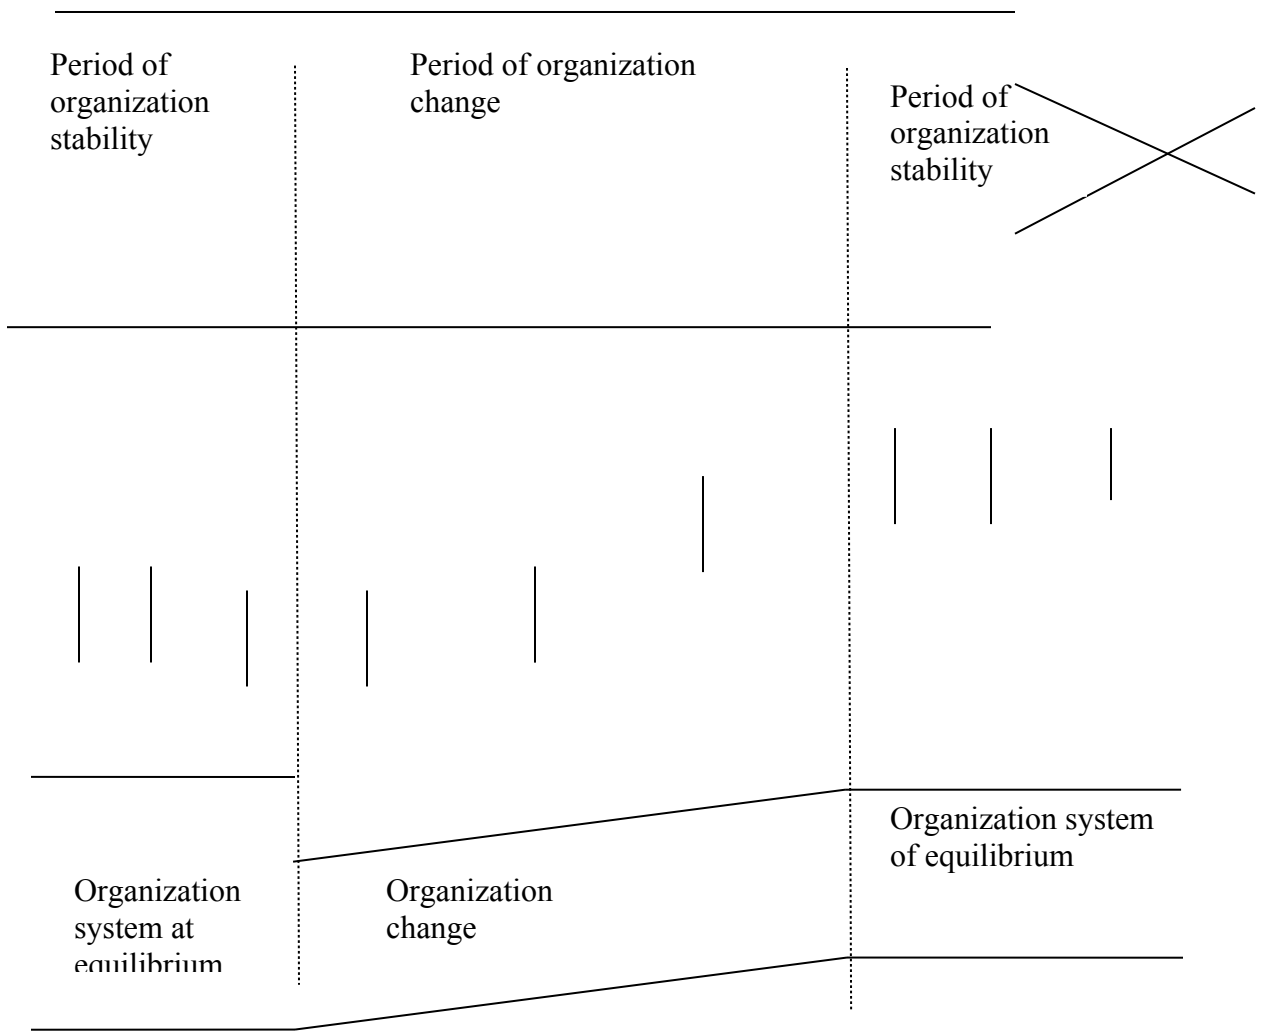 Period of
organization
stability
Period of organization
change
Period of
organization
stability
Organization
system at
equilibrium
Organization
change
Organization system
of equilibrium